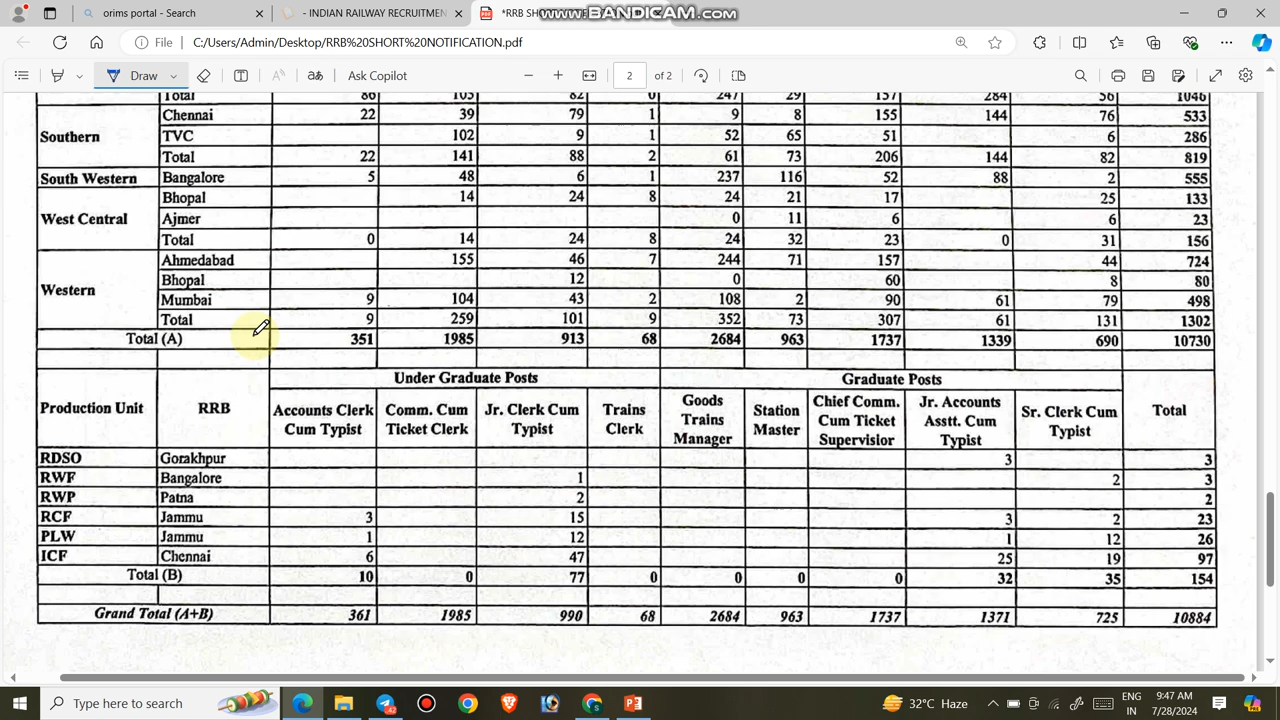 orims portal - Search
- INDIAN RAILWAY RECRUITMEN
*RRB SH
WWW.BANDICAM.COM
File C:/Users/Admin/Desktop/RRB%20SHORT%20NOTIFICATION.pdf
Draw
Ask Copilot
2 of 2
Total 86 103 82 0 247 29 157 284 56 1046
Southern
Chennai 22 39 79 1 9 8 155 144 76 533
TVC 102 9 1 52 65 51 6 286
Total 22 141 88 2 61 73 206 144 82 819
South Western Bangalore 5 48 6 1 237 116 52 88 2 555
West Central
Bhopal 14 24 8 24 21 17 25 133
Ajmer 0 11 6 6 23
Total 0 14 24 8 24 32 23 0 31 156
Western
Ahmedabad 155 46 7 244 71 157 44 724
Bhopal 12 0 60 8 80
Mumbai 9 104 43 2 108 2 90 61 79 498
Total 9 259 101 9 352 73 307 61 131 1302
Total (A) 351 1985 913 68 2684 963 1737 1339 690 10730
Production Unit RRB Under Graduate Posts Graduate Posts Total
Accounts Clerk Cum Typist
Comm. Cum Ticket Clerk
Jr. Clerk Cum Typist
Trains Clerk
Goods Trains Manager
Station Master
Chief Comm. Cum Ticket Supervisior
Jr. Accounts Asstt. Cum Typist
Sr. Clerk Cum Typist
RDSO Gorakhpur 3 3
RWF Bangalore 1 2 3
RWP Patna 2 2
RCF Jammu 3 15 3 2 23
PLW Jammu 1 12 1 12 26
ICF Chennai 6 47 25 19 97
Total (B) 10 0 77 0 0 0 0 32 35 154
Grand Total (A+B) 361 1985 990 68 2684 963 1737 1371 725 10884
Type here to search
32°C Haze
ENG
IN
9:47 AM
7/28/2024